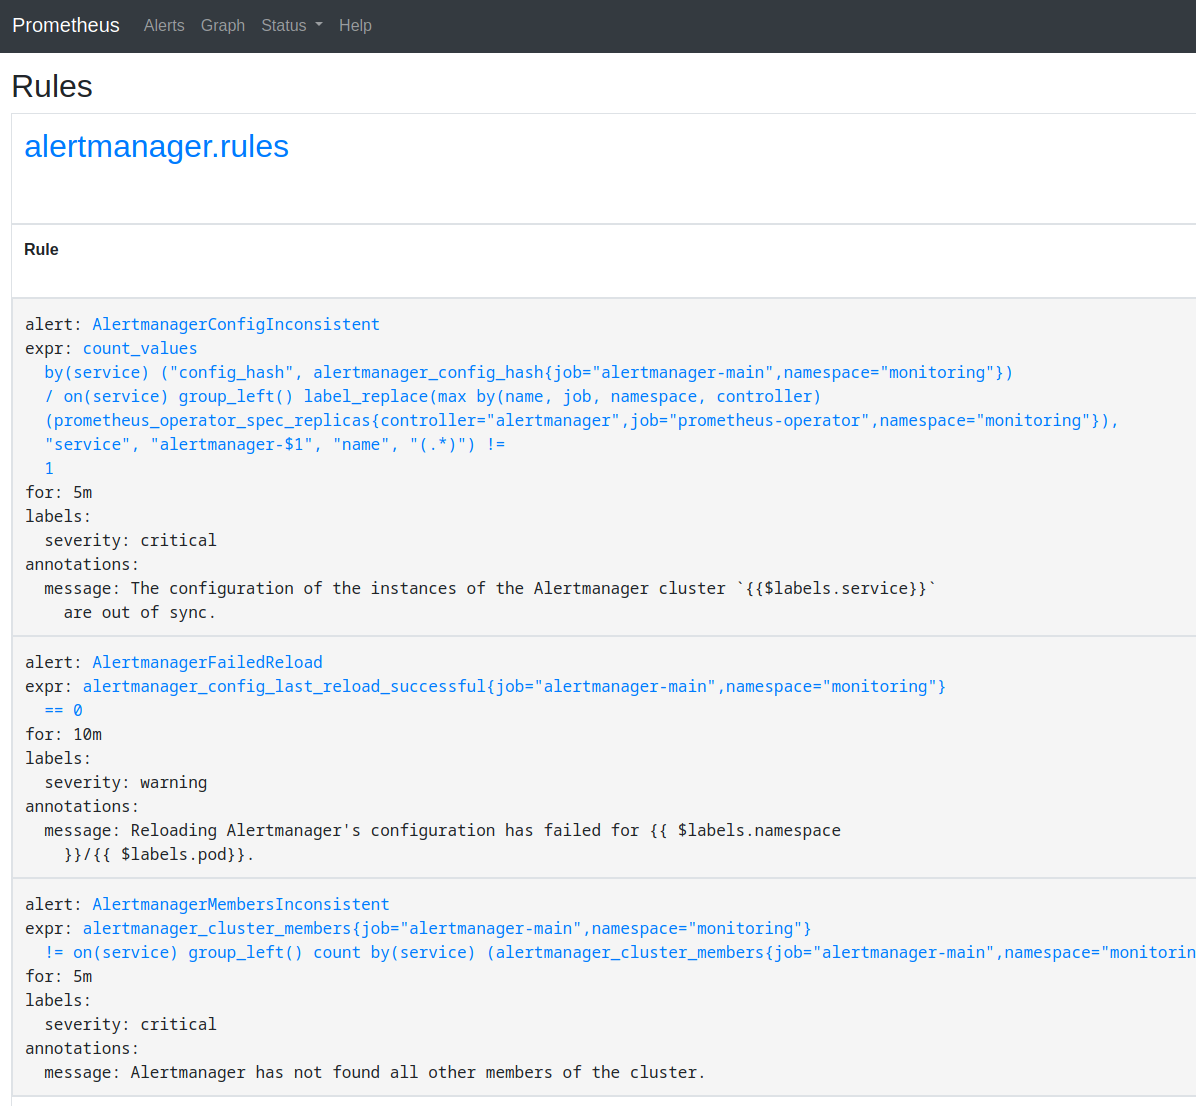 Prometheus Alerts Graph Status Help
Rules
alertmanager.rules
Rule
alert: AlertmanagerConfigInconsistent
expr: count_values
by(service) ("config_hash", alertmanager_config_hash{job="alertmanager-main",namespace="monitoring"})
/ on(service) group_left() label_replace(max by(name, job, namespace, controller)
(prometheus_operator_spec_replicas{controller="alertmanager",job="prometheus-operator",namespace="monitoring"}),
"service", "alertmanager-$1", "name", "(.*)") !=
1
for: 5m
labels:
severity: critical
annotations:
message: The configuration of the instances of the Alertmanager cluster `{{$labels.service}}`
are out of sync.
alert: AlertmanagerFailedReload
expr: alertmanager_config_last_reload_successful{job="alertmanager-main",namespace="monitoring"}
== 0
for: 10m
labels:
severity: warning
annotations:
message: Reloading Alertmanager's configuration has failed for {{ $labels.namespace
}}/{{ $labels.pod}}.
alert: AlertmanagerMembersInconsistent
expr: alertmanager_cluster_members{job="alertmanager-main",namespace="monitoring"}
!= on(service) group_left() count by(service) (alertmanager_cluster_members{job="alertmanager-main",namespace="monitorin
for: 5m
labels:
severity: critical
annotations:
message: Alertmanager has not found all other members of the cluster.